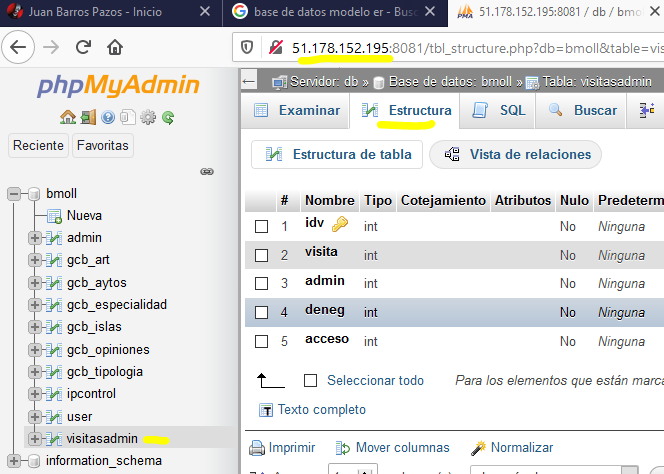 Juan Barros Pazos - Inicio
base de datos modelo er - Bus
51.178.152.195:8081 / db / bmo
51.178.152.195:8081/tbl_structure.php?db=bmoll&table=vis
phpMyAdmin
Reciente Favoritas
bmoll
Nueva
admin
gcb_art
gcb_aytos
gcb_especialidad
gcb_islas
gcb_opiniones
gcb_tipologia
ipcontrol
user
visitasadmin
information_schema
Servidor: db » Base de datos: bmoll » Tabla: visitasadmin
Examinar Estructura SQL Buscar
Estructura de tabla Vista de relaciones
# Nombre Tipo Cotejamiento Atributos Nulo Predeterm
1 idv int No Ninguna
2 visita int No Ninguna
3 admin int No Ninguna
4 deneg int No Ninguna
5 acceso int No Ninguna
Seleccionar todo Para los elementos que están marca
Texto completo
Imprimir Mover columnas Normalizar